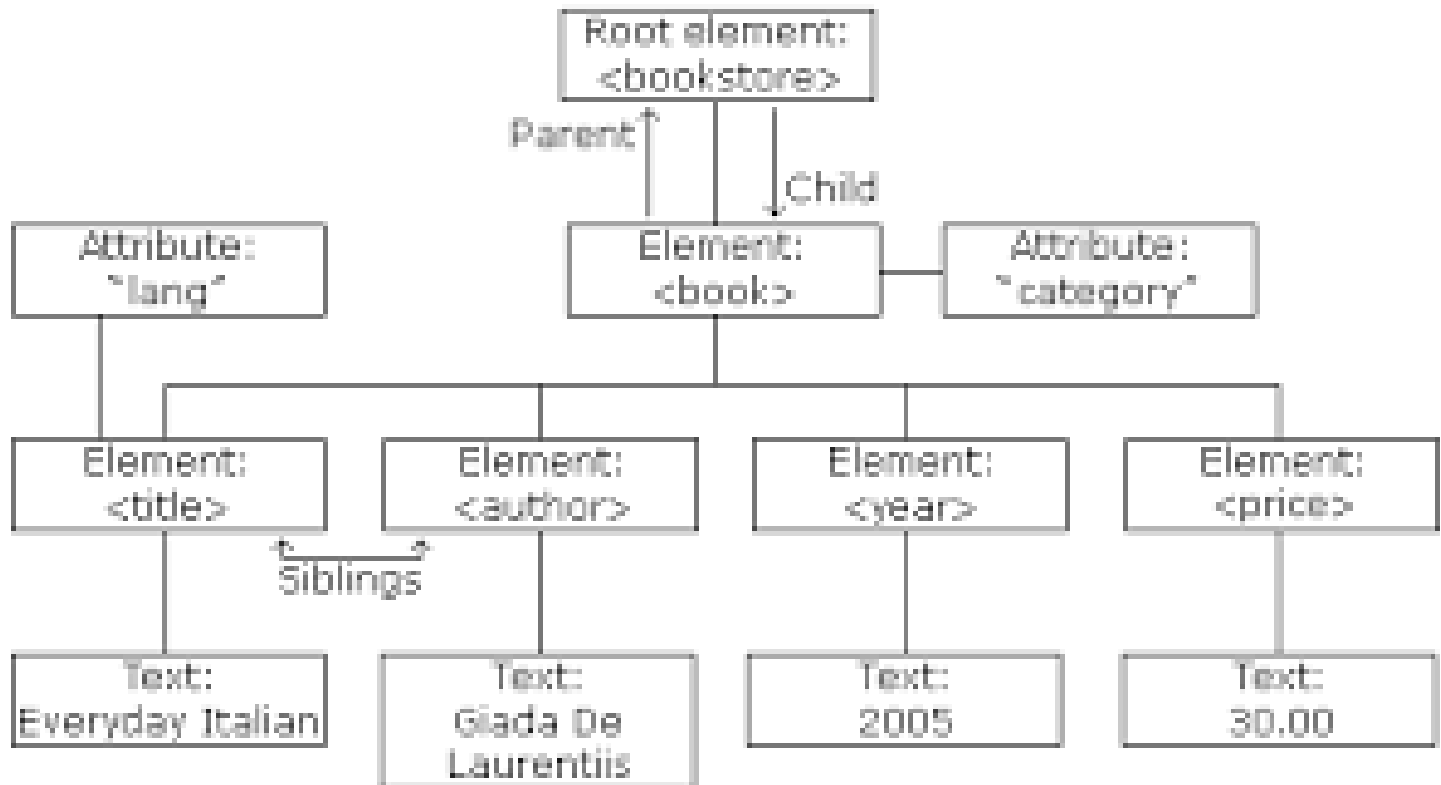 Root element:
<bookstore>
Parent
Child
Attribute:
"lang"
Element:
<book>
Attribute:
"category"
Element:
<title>
Element:
<author>
Element:
<year>
Element:
<price>
Siblings
Text:
Everyday Italian
Text:
Giada De
Laurentiis
Text:
2005
Text:
30.00